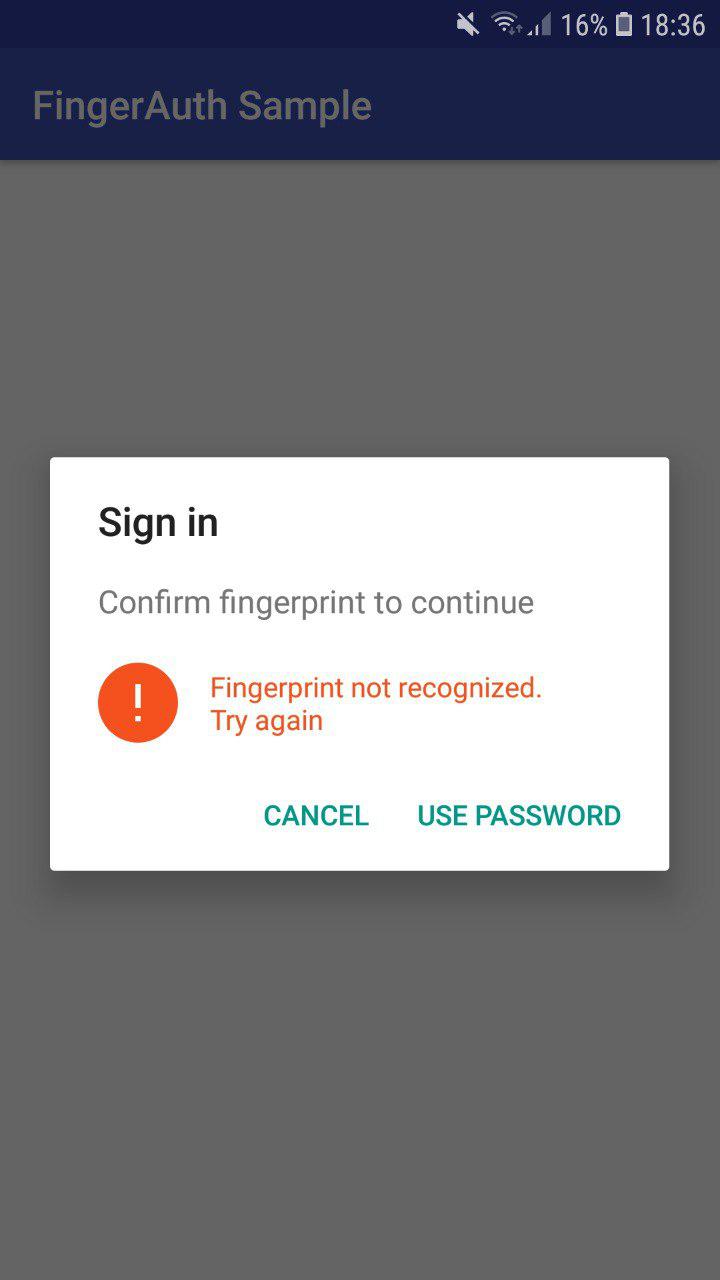 16% 18:36
FingerAuth Sample
Sign in
Confirm fingerprint to continue
Fingerprint not recognized.
Try again
CANCEL USE PASSWORD